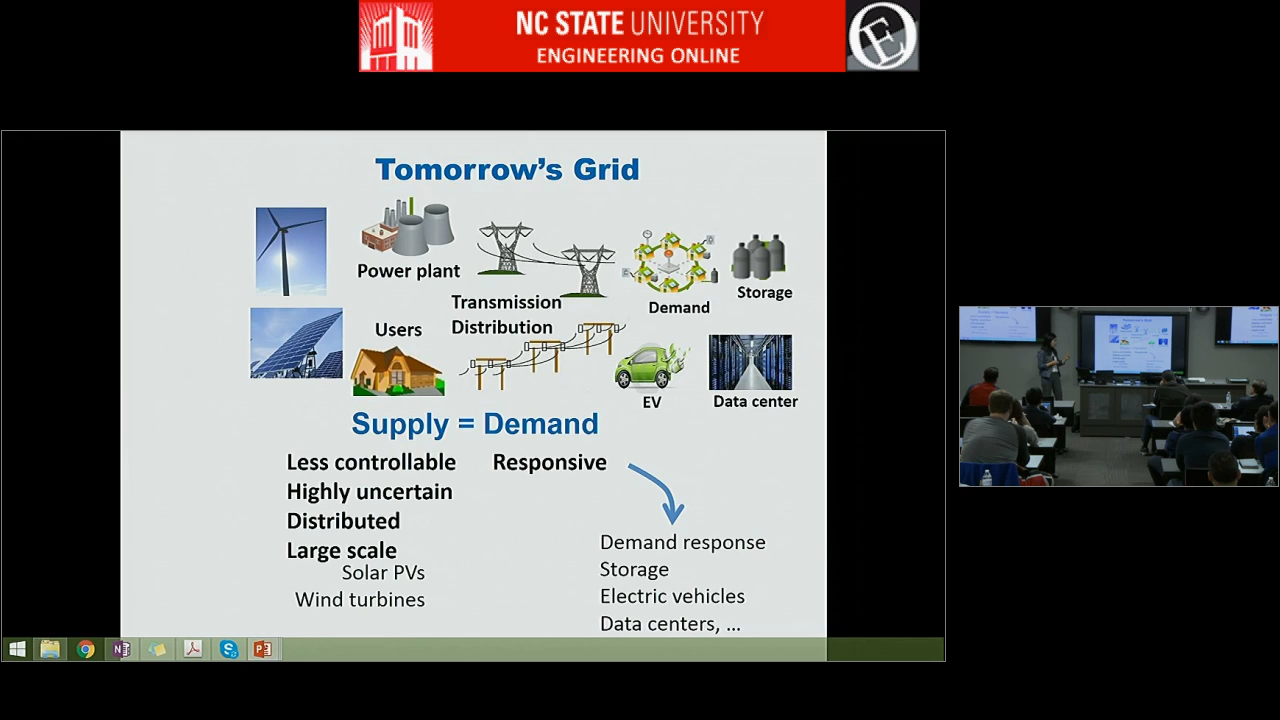 NC STATE UNIVERSITY
ENGINEERING ONLINE
Tomorrow's Grid
Power plant
Transmission
Distribution
Demand
Storage
Users
EV
Data center
Supply = Demand
Less controllable
Responsive
Highly uncertain
Distributed
Large scale
Solar PVs
Wind turbines
Demand response
Storage
Electric vehicles
Data centers, ...